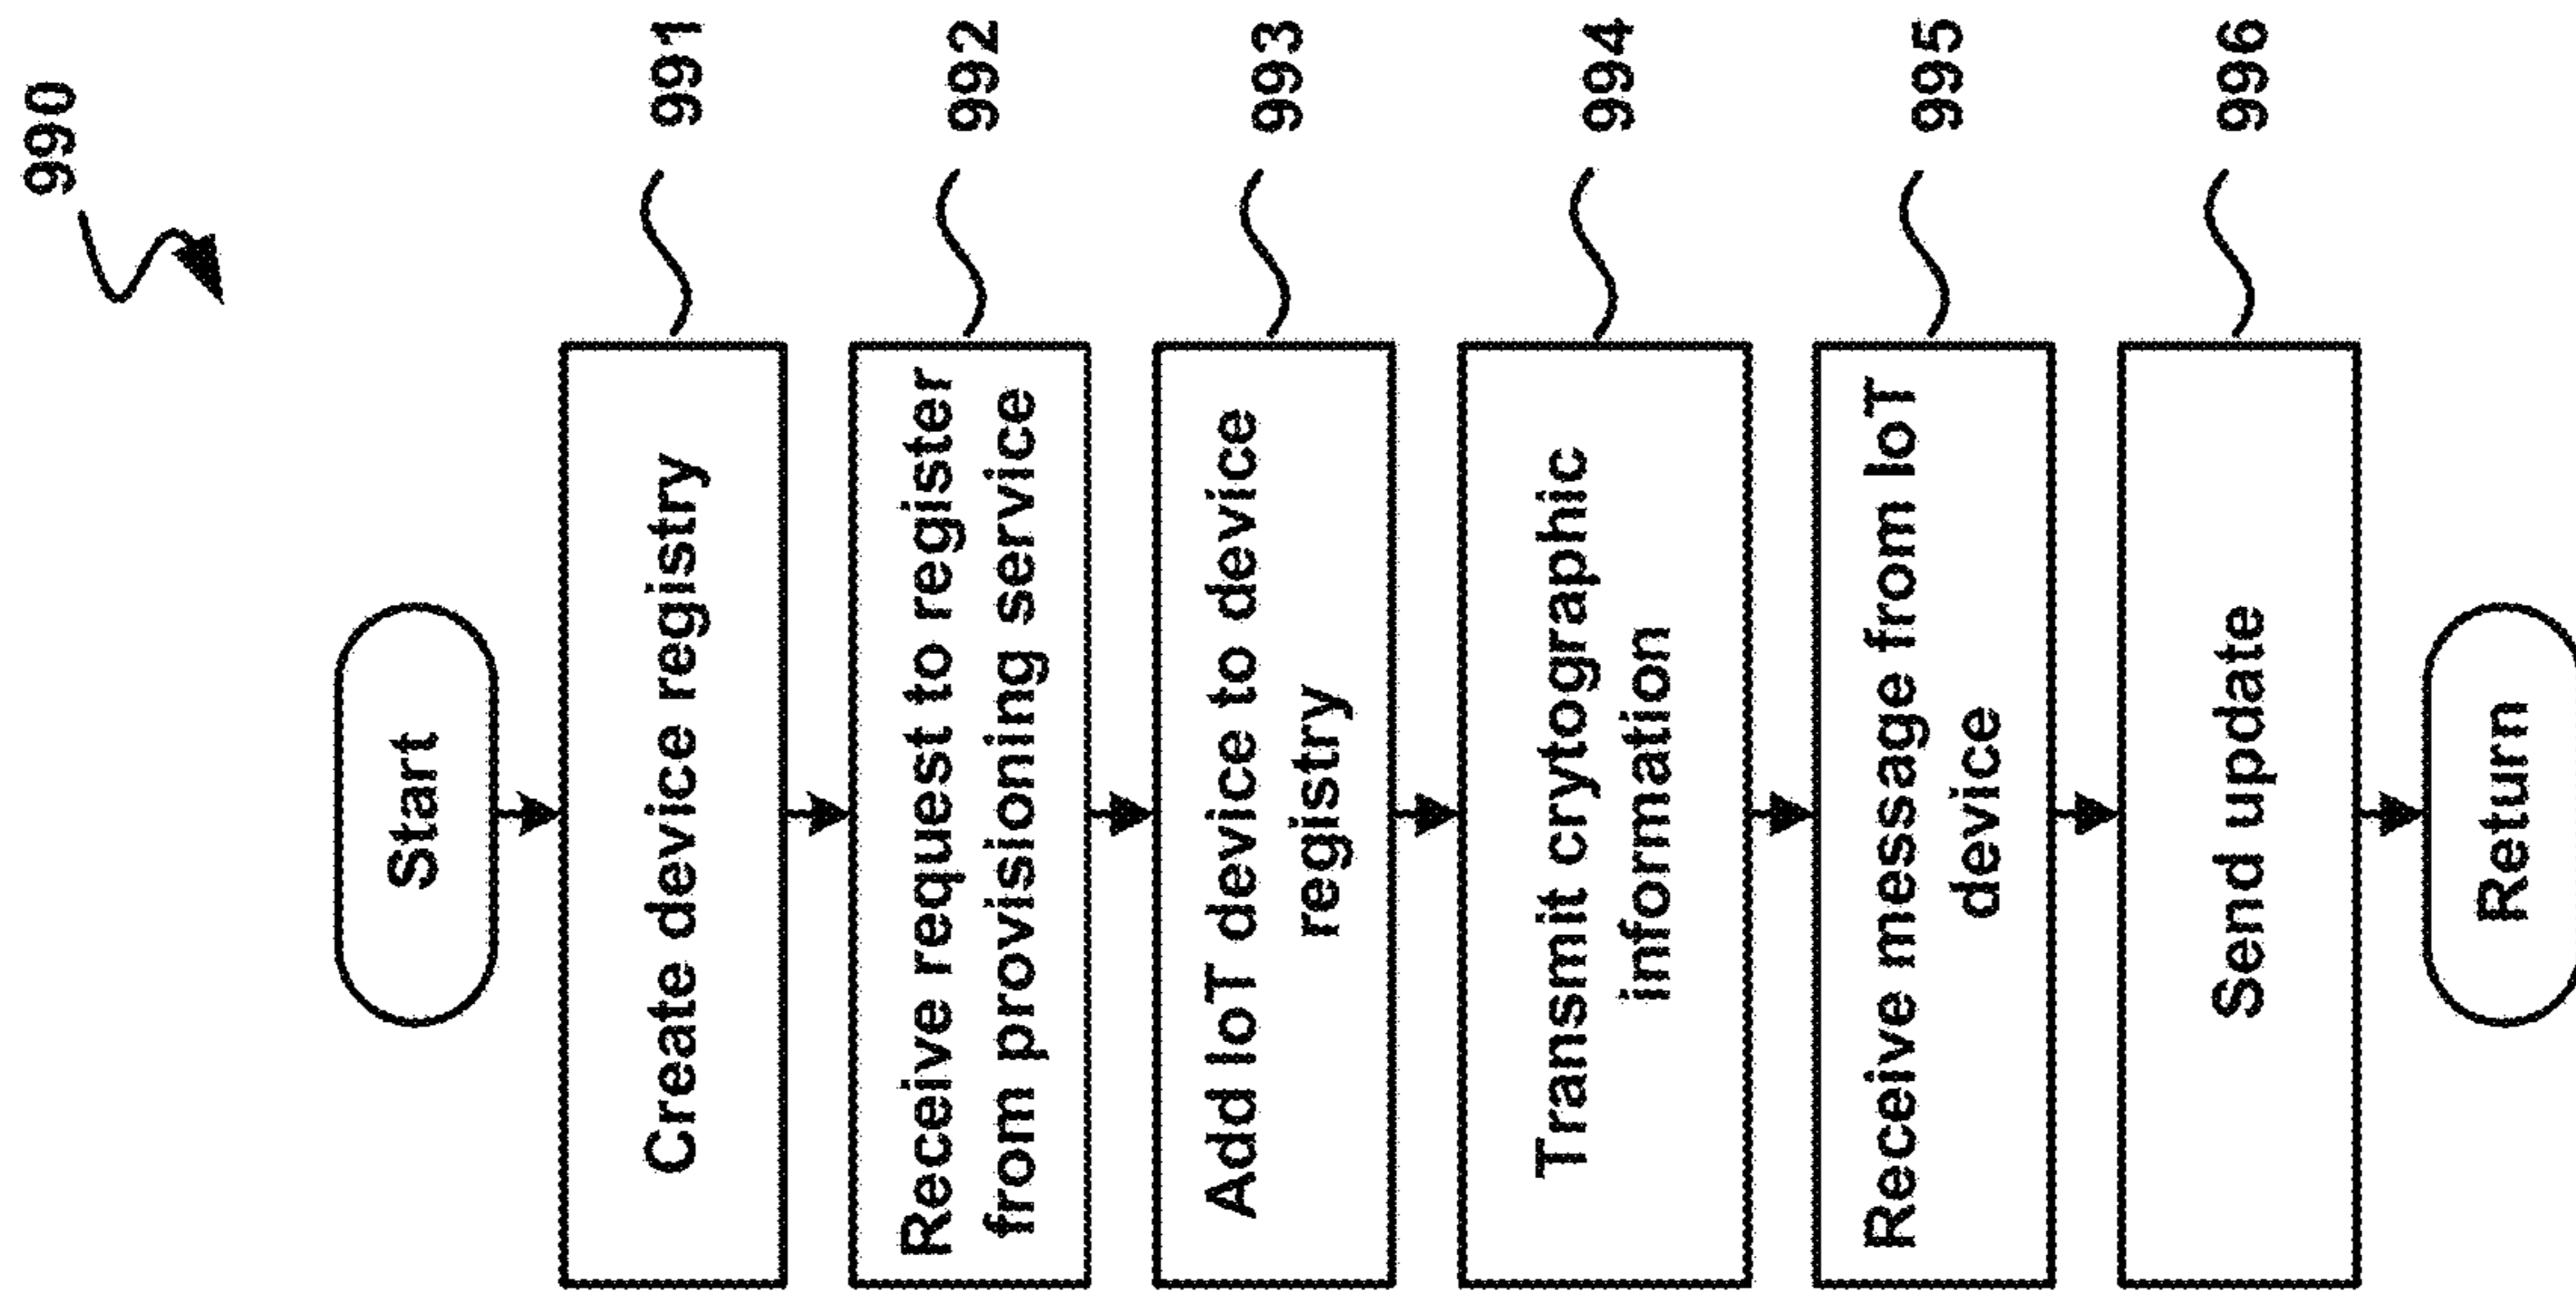 990
Start
Create device registry
991
Receive request to register
from provisioning service
992
Add IoT device to device
registry
993
Transmit crytographic
information
994
Receive message from IoT
device
995
Send update
996
Return